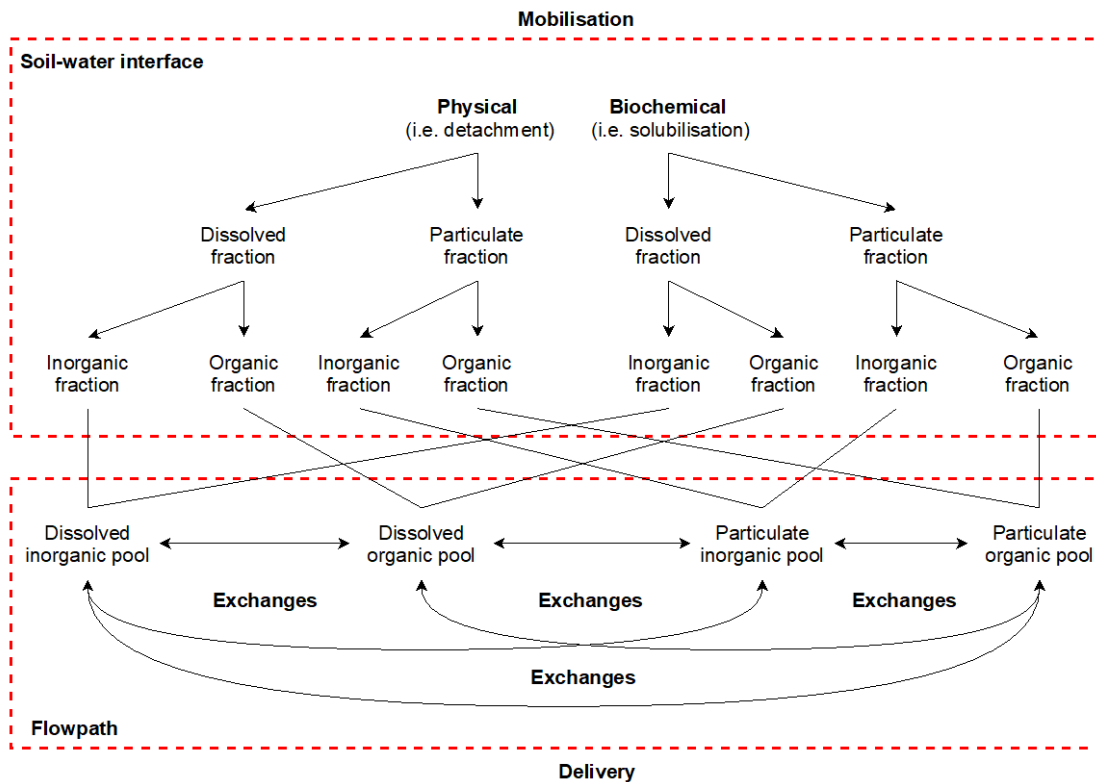 Mobilisation
Soil-water interface
Physical
(i.e. detachment)
Biochemical
(i.e. solubilisation)
Dissolved
fraction
Particulate
fraction
Dissolved
fraction
Particulate
fraction
Inorganic
fraction
Organic
fraction
Inorganic
fraction
Organic
fraction
Inorganic
fraction
Organic
fraction
Inorganic
fraction
Organic
fraction
Dissolved
inorganic pool
Dissolved
organic pool
Particulate
inorganic pool
Particulate
organic pool
Exchanges
Exchanges
Exchanges
Exchanges
Flowpath
Delivery